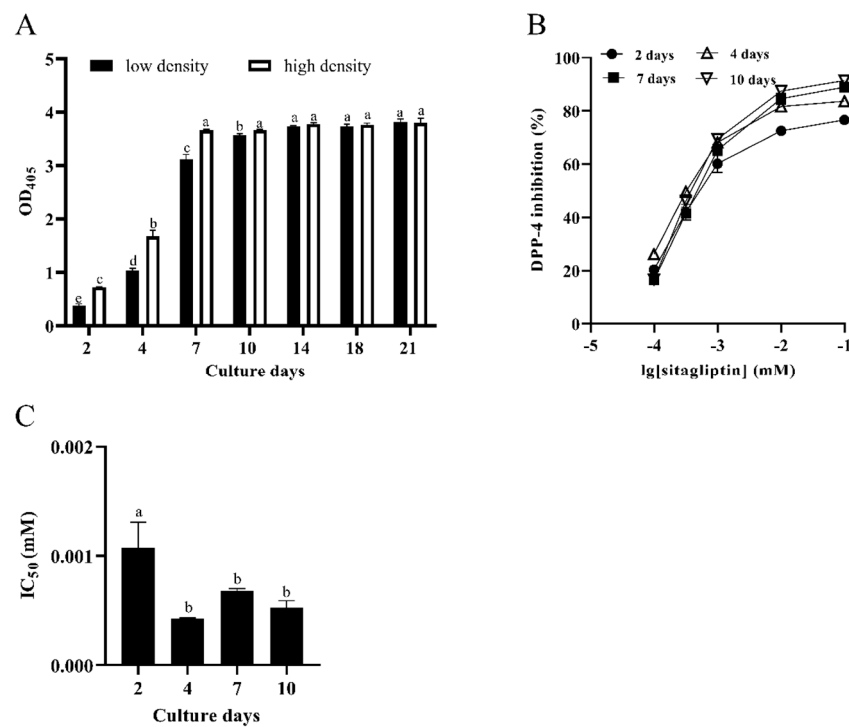 A
low density
high density
5
4
3
2
1
0
OD405
e c d b c a b a a a a a a a
2 4 7 10 14 18 21
Culture days
B
2 days 4 days
7 days 10 days
100
80
60
40
20
0
DPP-4 inhibition (%)
-5 -4 -3 -2 -1
lg[sitagliptin] (mM)
C
0.002
0.001
0.000
IC50 (mM)
a b b b
2 4 7 10
Culture days